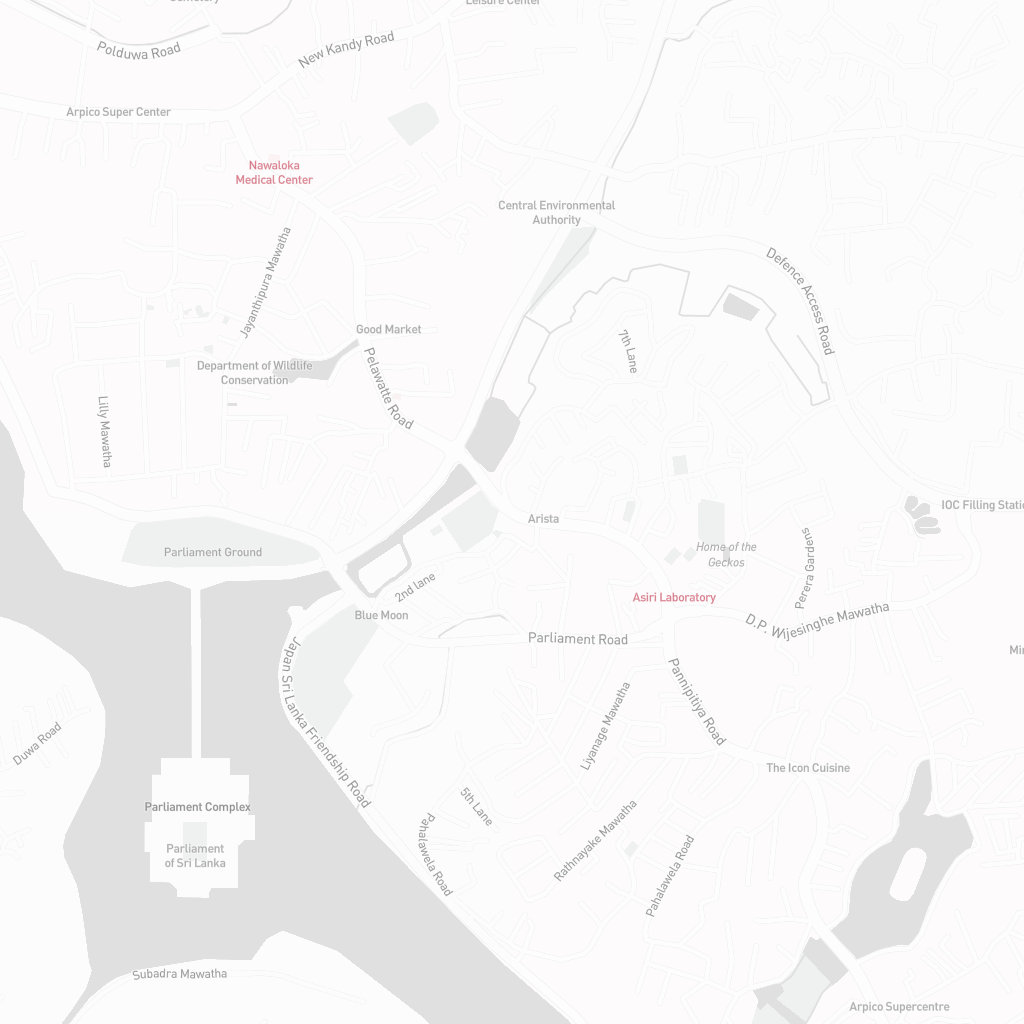 Cemetery
Leisure Center
Polduwa Road
New Kandy Road
Arpico Super Center
Nawaloka
Medical Center
Central Environmental
Authority
Jayanthipura Mawatha
Defence Access Road
Good Market
7th Lane
Department of Wildlife
Conservation
Pelawatte Road
Lilly Mawatha
IOC Filling Statio
Arista
Parliament Ground
Home of the
Geckos
Perera Gardens
2nd lane
Asiri Laboratory
Blue Moon
D.P. Wijesinghe Mawatha
Parliament Road
Japan Sri Lanka Friendship Road
Pannipitiya Road
Liyanage Mawatha
Duwa Road
The Icon Cuisine
Parliament Complex
5th Lane
Pahalawela Road
Rathnayake Mawatha
Pahalawela Road
Parliament
of Sri Lanka
Subadra Mawatha
Arpico Supercentre